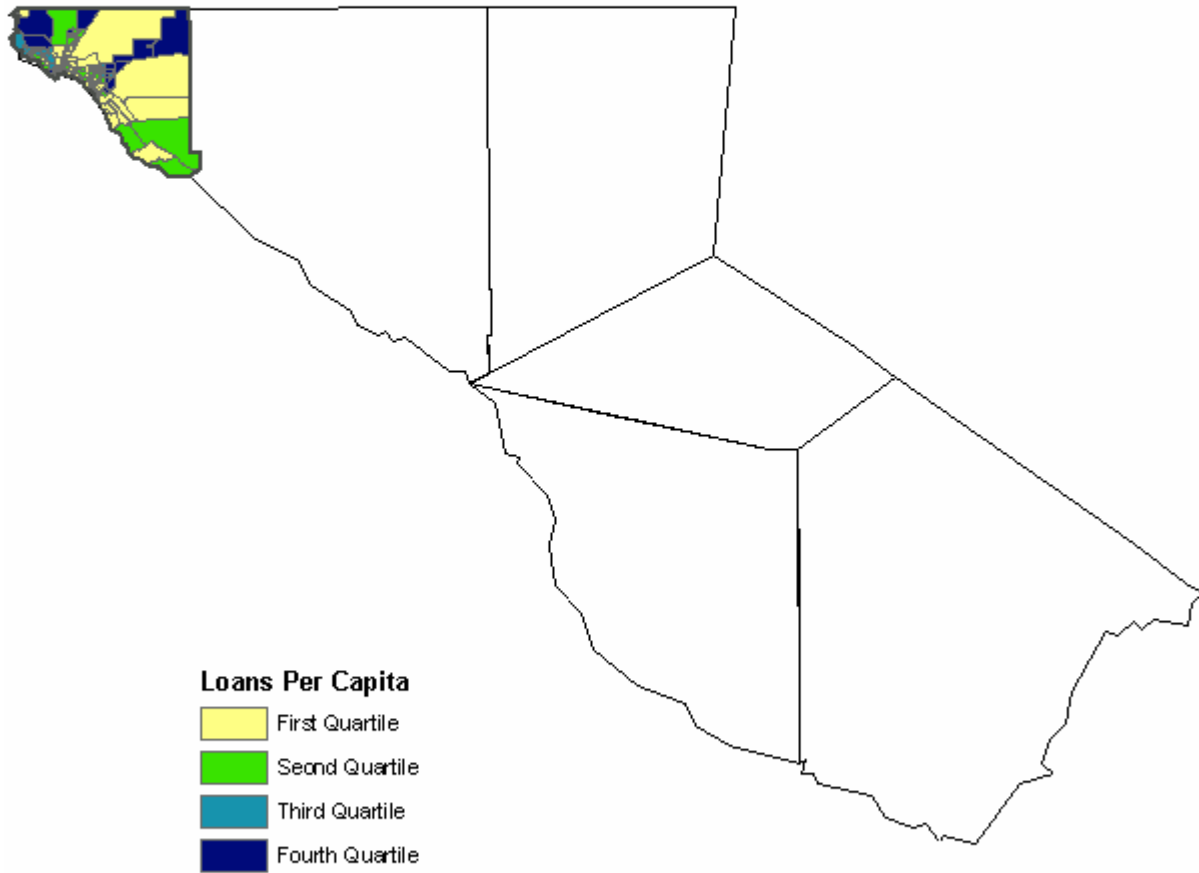 Loans Per Capita
First Quartile
Seond Quartile
Third Quartile
Fourth Quartile